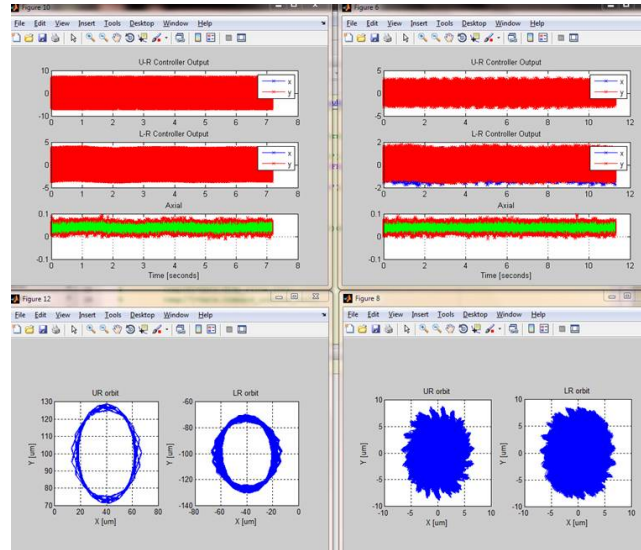 Figure 10
File Edit View Insert Tools Desktop Window Help
U-R Controller Output
10
0
-10
0 1 2 3 4 5 6 7 8
x
y
L-R Controller Output
5
0
-5
0 1 2 3 4 5 6 7 8
x
y
Axial
0.1
0
-0.1
0 1 2 3 4 5 6 7 8
Time [seconds]
Figure 6
File Edit View Insert Tools Desktop Window Help
U-R Controller Output
5
0
-5
0 2 4 6 8 10 12
x
y
L-R Controller Output
2
0
-2
0 2 4 6 8 10 12
x
y
Axial
0.1
0
-0.1
0 2 4 6 8 10 12
Time [seconds]
Figure 12
File Edit View Insert Tools Desktop Window Help
UR orbit
130
120
110
100
90
80
70
0 20 40 60 80
Y [um]
X [um]
LR orbit
-60
-80
-100
-120
-140
-80 -60 -40 -20 0
Y [um]
X [um]
Figure 8
File Edit View Insert Tools Desktop Window Help
UR orbit
10
5
0
-5
-10
-10 -5 0 5 10
Y [um]
X [um]
LR orbit
10
5
0
-5
-10
-10 -5 0 5 10
Y [um]
X [um]